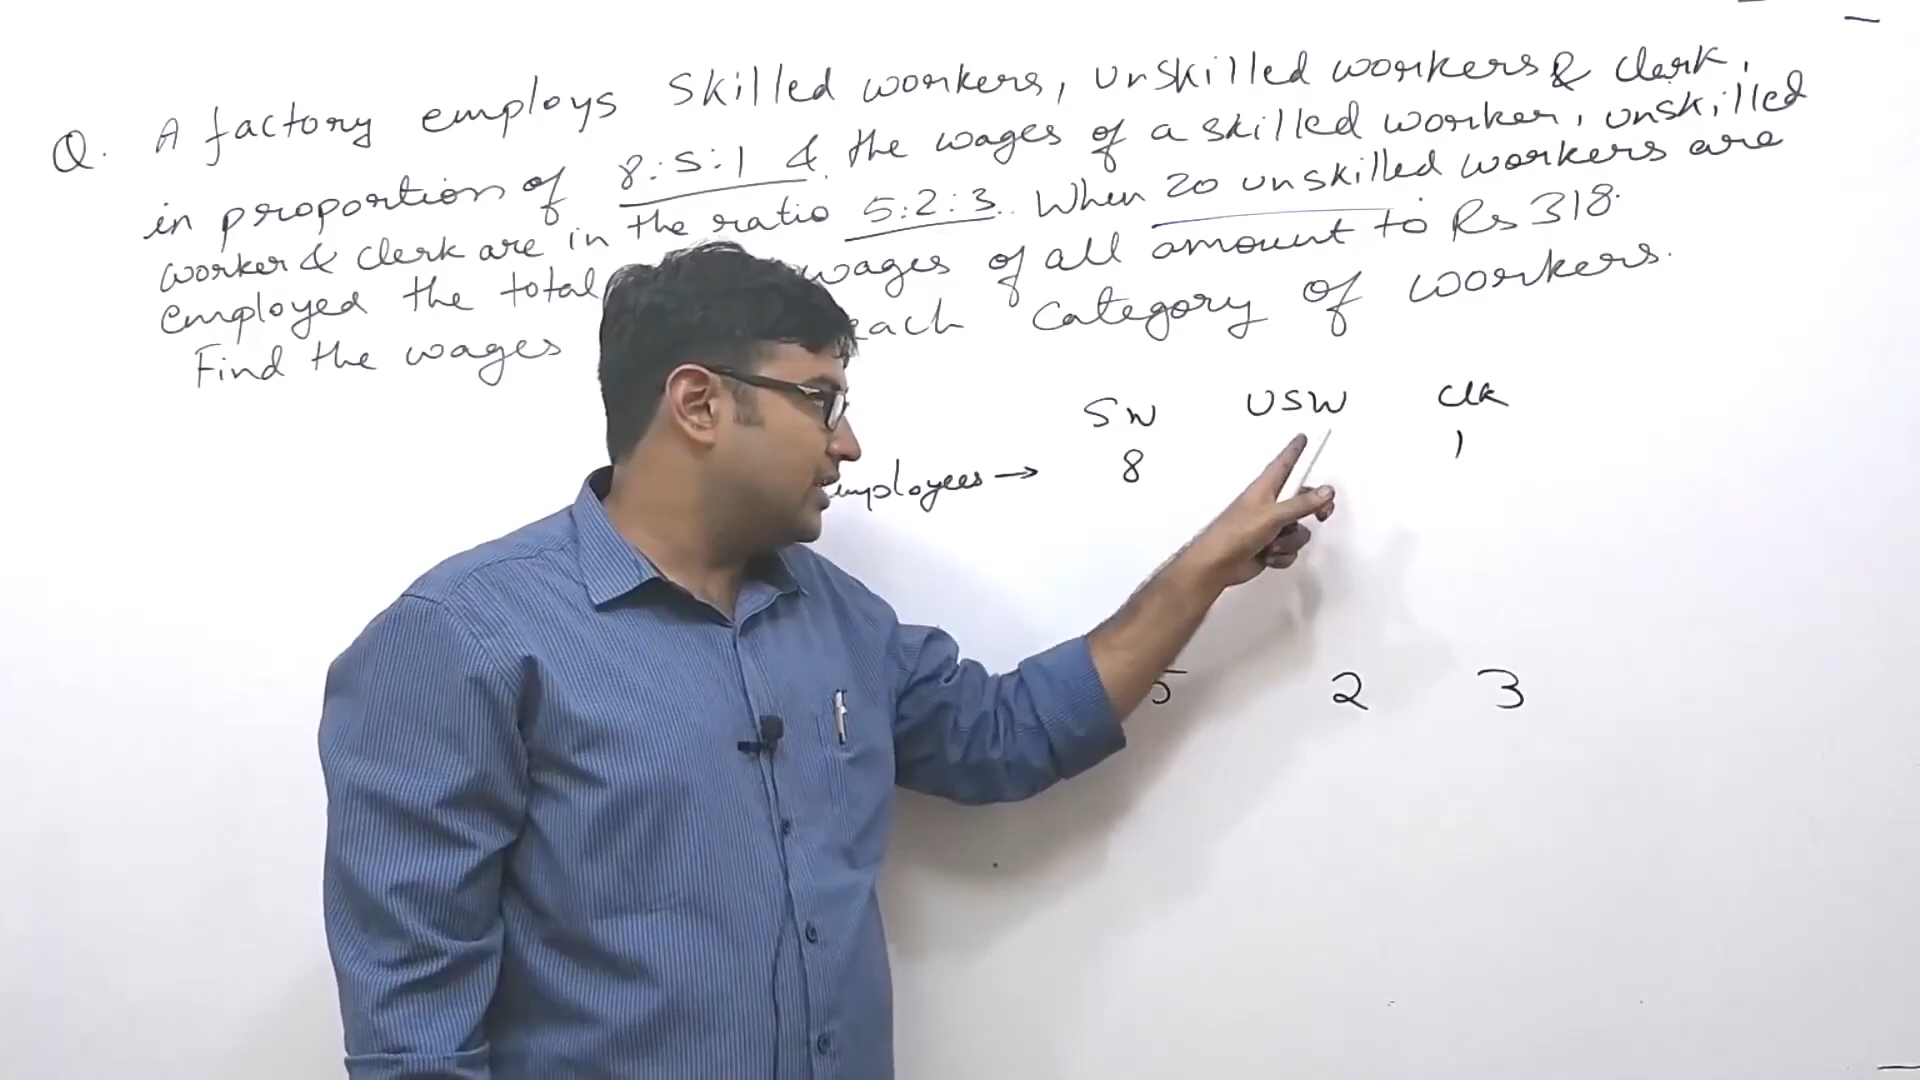 Q. A factory employs skilled workers, unskilled workers & clerk,
in proportion of 8:5:1 & the wages of a skilled worker, unskilled
worker & clerk are in the ratio 5:2:3. When 20 unskilled workers are
employed the total wages of all amount to Rs 318.
Find the wages each category of workers.
SW USW Clk
employees → 8 1
5 2 3